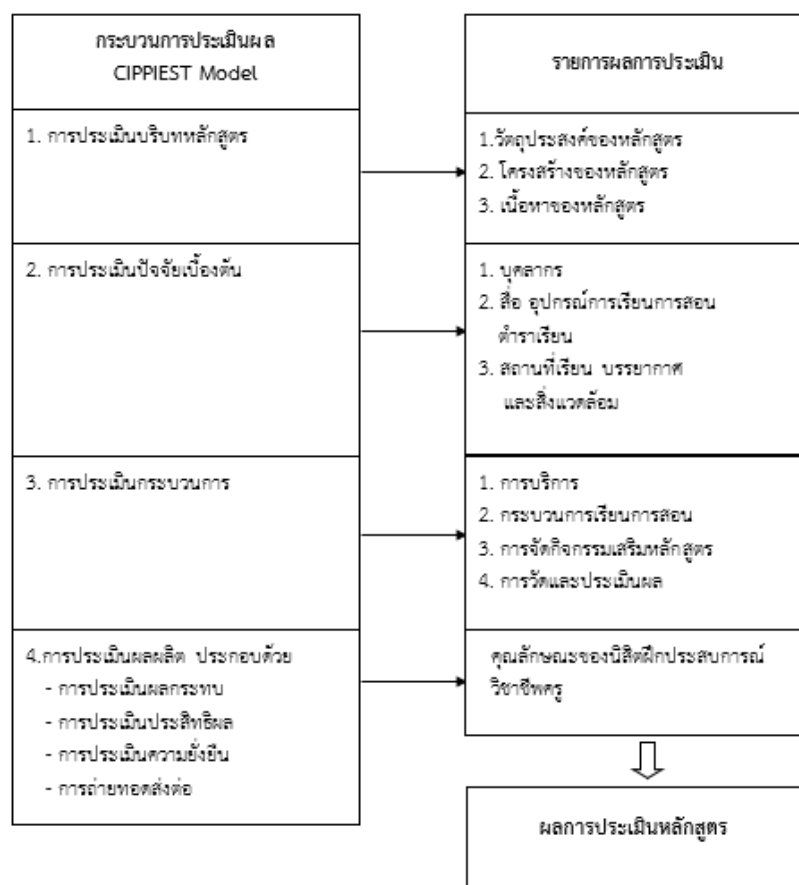 กระบวนการประเมินผล
CIPPIEST Model
รายการผลการประเมิน
1. การประเมินบริบทหลักสูตร
1.วัตถุประสงค์ของหลักสูตร
2. โครงสร้างของหลักสูตร
3. เนื้อหาของหลักสูตร
2. การประเมินปัจจัยเบื้องต้น
1. บุคลากร
2. สื่อ อุปกรณ์การเรียนการสอน
ตำราเรียน
3. สถานที่เรียน บรรยากาศ
และสิ่งแวดล้อม
3. การประเมินกระบวนการ
1. การบริการ
2. กระบวนการเรียนการสอน
3. การจัดกิจกรรมเสริมหลักสูตร
4. การวัดและประเมินผล
4.การประเมินผลผลิต ประกอบด้วย
- การประเมินผลกระทบ
- การประเมินประสิทธิผล
- การประเมินความยั่งยืน
- การถ่ายทอดส่งต่อ
คุณลักษณะของนิสิตฝึกประสบการณ์
วิชาชีพครู
ผลการประเมินหลักสูตร